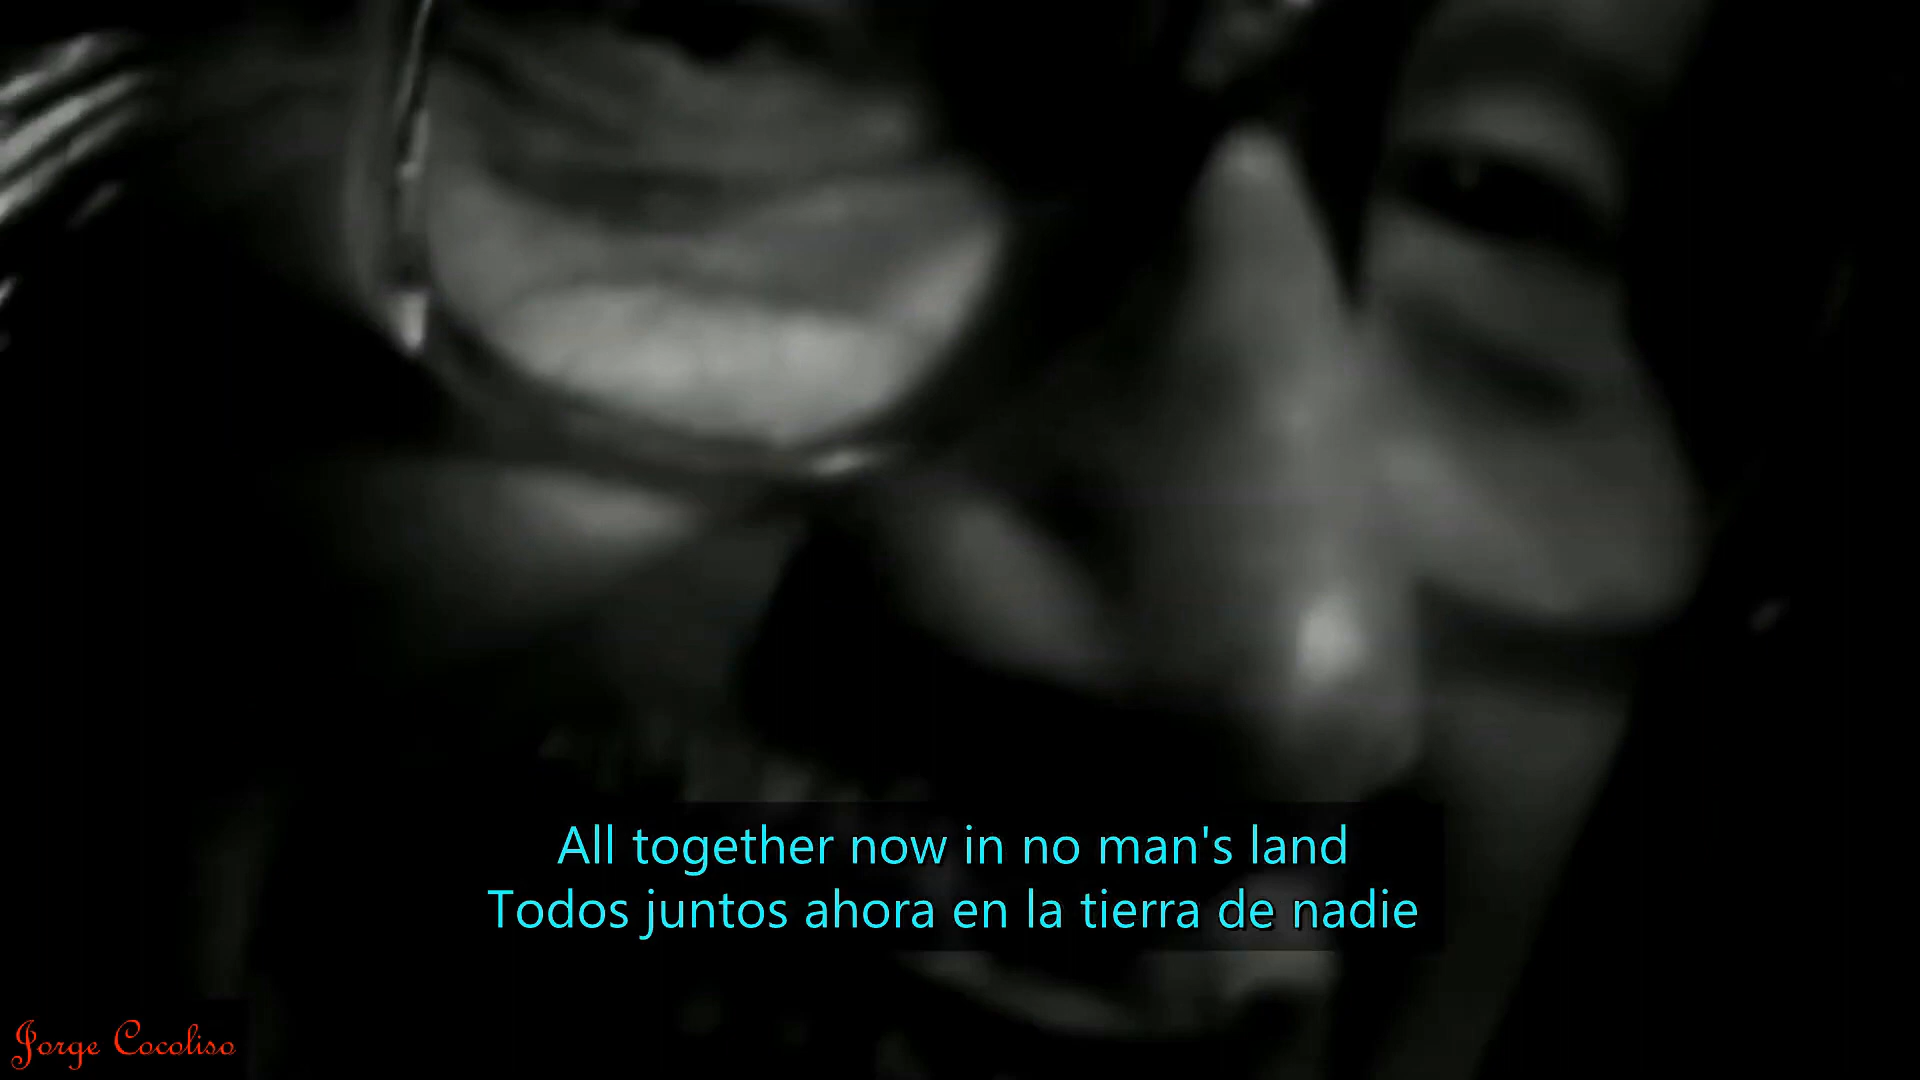 All together now in no man's land
Todos juntos ahora en la tierra de nadie
Jorge Cocoliso